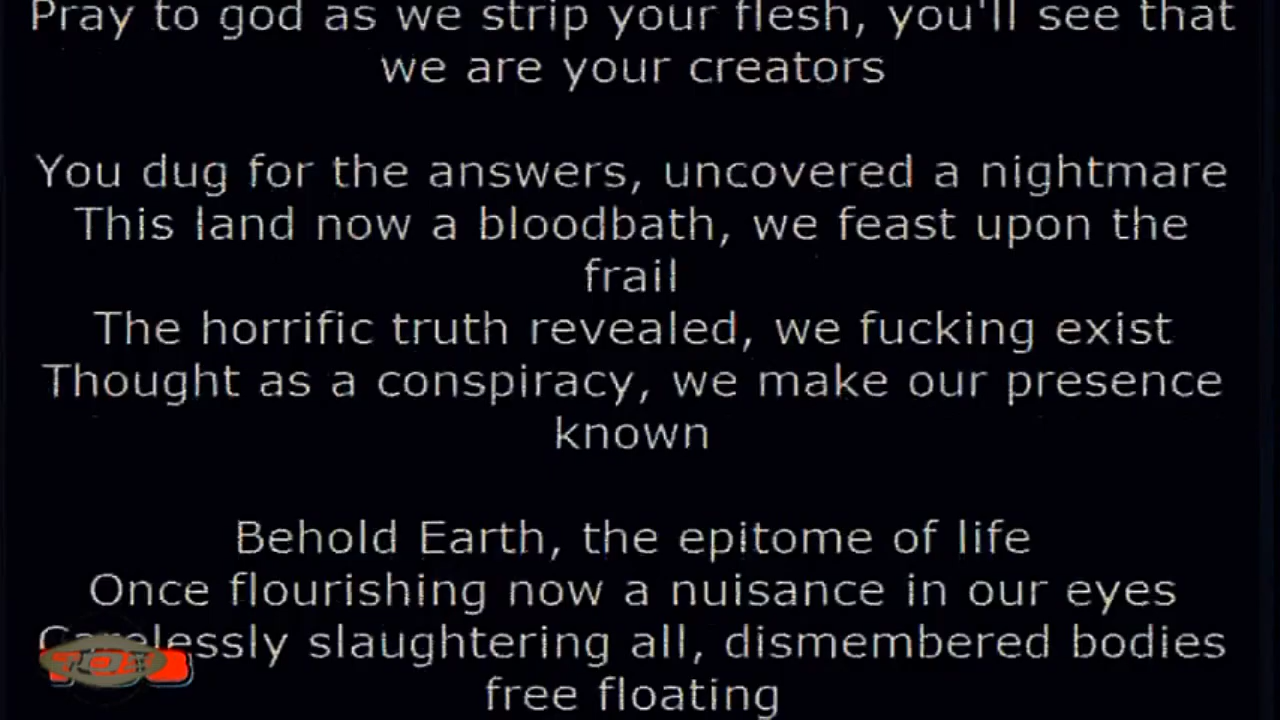 Pray to god as we strip your flesh, you'll see that
we are your creators
You dug for the answers, uncovered a nightmare
This land now a bloodbath, we feast upon the
frail
The horrific truth revealed, we fucking exist
Thought as a conspiracy, we make our presence
known
Behold Earth, the epitome of life
Once flourishing now a nuisance in our eyes
Carelessly slaughtering all, dismembered bodies
free floating